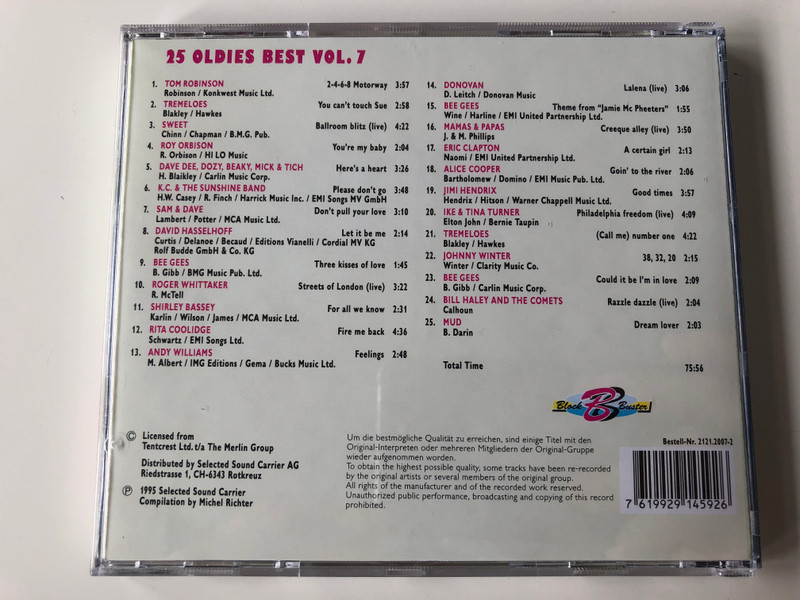 25 OLDIES BEST VOL. 7
1. TOM ROBINSON 2-4-6-8 Motorway 3:57
Robinson / Konkwest Music Ltd.
2. TREMELOES You can't touch Sue 2:58
Blakley / Hawkes
3. SWEET Ballroom blitz (live) 4:22
Chinn / Chapman / B.M.G. Pub.
4. ROY ORBISON You're my baby 2:04
R. Orbison / HI LO Music
5. DAVE DEE, DOZY, BEAKY, MICK & TICH Here's a heart 3:26
H. Blaikley / Carlin Music Corp.
6. K.C. & THE SUNSHINE BAND Please don't go 3:48
H.W. Casey / R. Finch / Harrick Music Inc. / EMI Songs MV GmbH
7. SAM & DAVE Don't pull your love 3:10
Lambert / Potter / MCA Music Ltd.
8. DAVID HASSELHOFF Let it be me 2:14
Curtis / Delanoe / Becaud / Editions Vianelli / Cordial MV KG
Rolf Budde GmbH & Co. KG
9. BEE GEES Three kisses of love 1:45
B. Gibb / BMG Music Pub. Ltd.
10. ROGER WHITTAKER Streets of London (live) 3:22
R. McTell
11. SHIRLEY BASSEY For all we know 2:31
Karlin / Wilson / James / MCA Music Ltd.
12. RITA COOLIDGE Fire me back 4:36
Schwartz / EMI Songs Ltd.
13. ANDY WILLIAMS Feelings 2:48
M. Albert / IMG Editions / Gema / Bucks Music Ltd.
14. DONOVAN Lalena (live) 3:06
D. Leitch / Donovan Music
15. BEE GEES Theme from "Jamie Mc Pheeters" 1:55
Wine / Harline / EMI United Partnership Ltd.
16. MAMAS & PAPAS Creeque alley (live) 3:50
J. & M. Phillips
17. ERIC CLAPTON A certain girl 2:13
Naomi / EMI United Partnership Ltd.
18. ALICE COOPER Goin' to the river 2:06
Bartholomew / Domino / EMI Music Pub. Ltd.
19. JIMI HENDRIX Good times 3:57
Hendrix / Hitson / Warner Chappell Music Ltd.
20. IKE & TINA TURNER Philadelphia freedom (live) 4:09
Elton John / Bernie Taupin
21. TREMELOES (Call me) number one 4:22
Blakley / Hawkes
22. JOHNNY WINTER 38, 32, 20 2:15
Winter / Clarity Music Co.
23. BEE GEES Could it be I'm in love 2:09
B. Gibb / Carlin Music Corp.
24. BILL HALEY AND THE COMETS Razzle dazzle (live) 2:04
Calhoun
25. MUD Dream lover 2:03
B. Darin
Total Time 75:56
Block B Buster
© Licensed from
Tentcrest Ltd. t/a The Merlin Group
Distributed by Selected Sound Carrier AG
Riedstrasse 1, CH-6343 Rotkreuz
℗ 1995 Selected Sound Carrier
Compilation by Michel Richter
Um die bestmögliche Qualität zu erreichen, sind einige Titel mit den
Original-Interpreten oder mehreren Mitgliedern der Original-Gruppe
wieder aufgenommen worden.
To obtain the highest possible quality, some tracks have been re-recorded
by the original artists or several members of the original group.
All rights of the manufacturer and of the recorded work reserved.
Unauthorized public performance, broadcasting and copying of this record
prohibited.
Bestell-Nr. 2121.2007-2
7 619929 145926